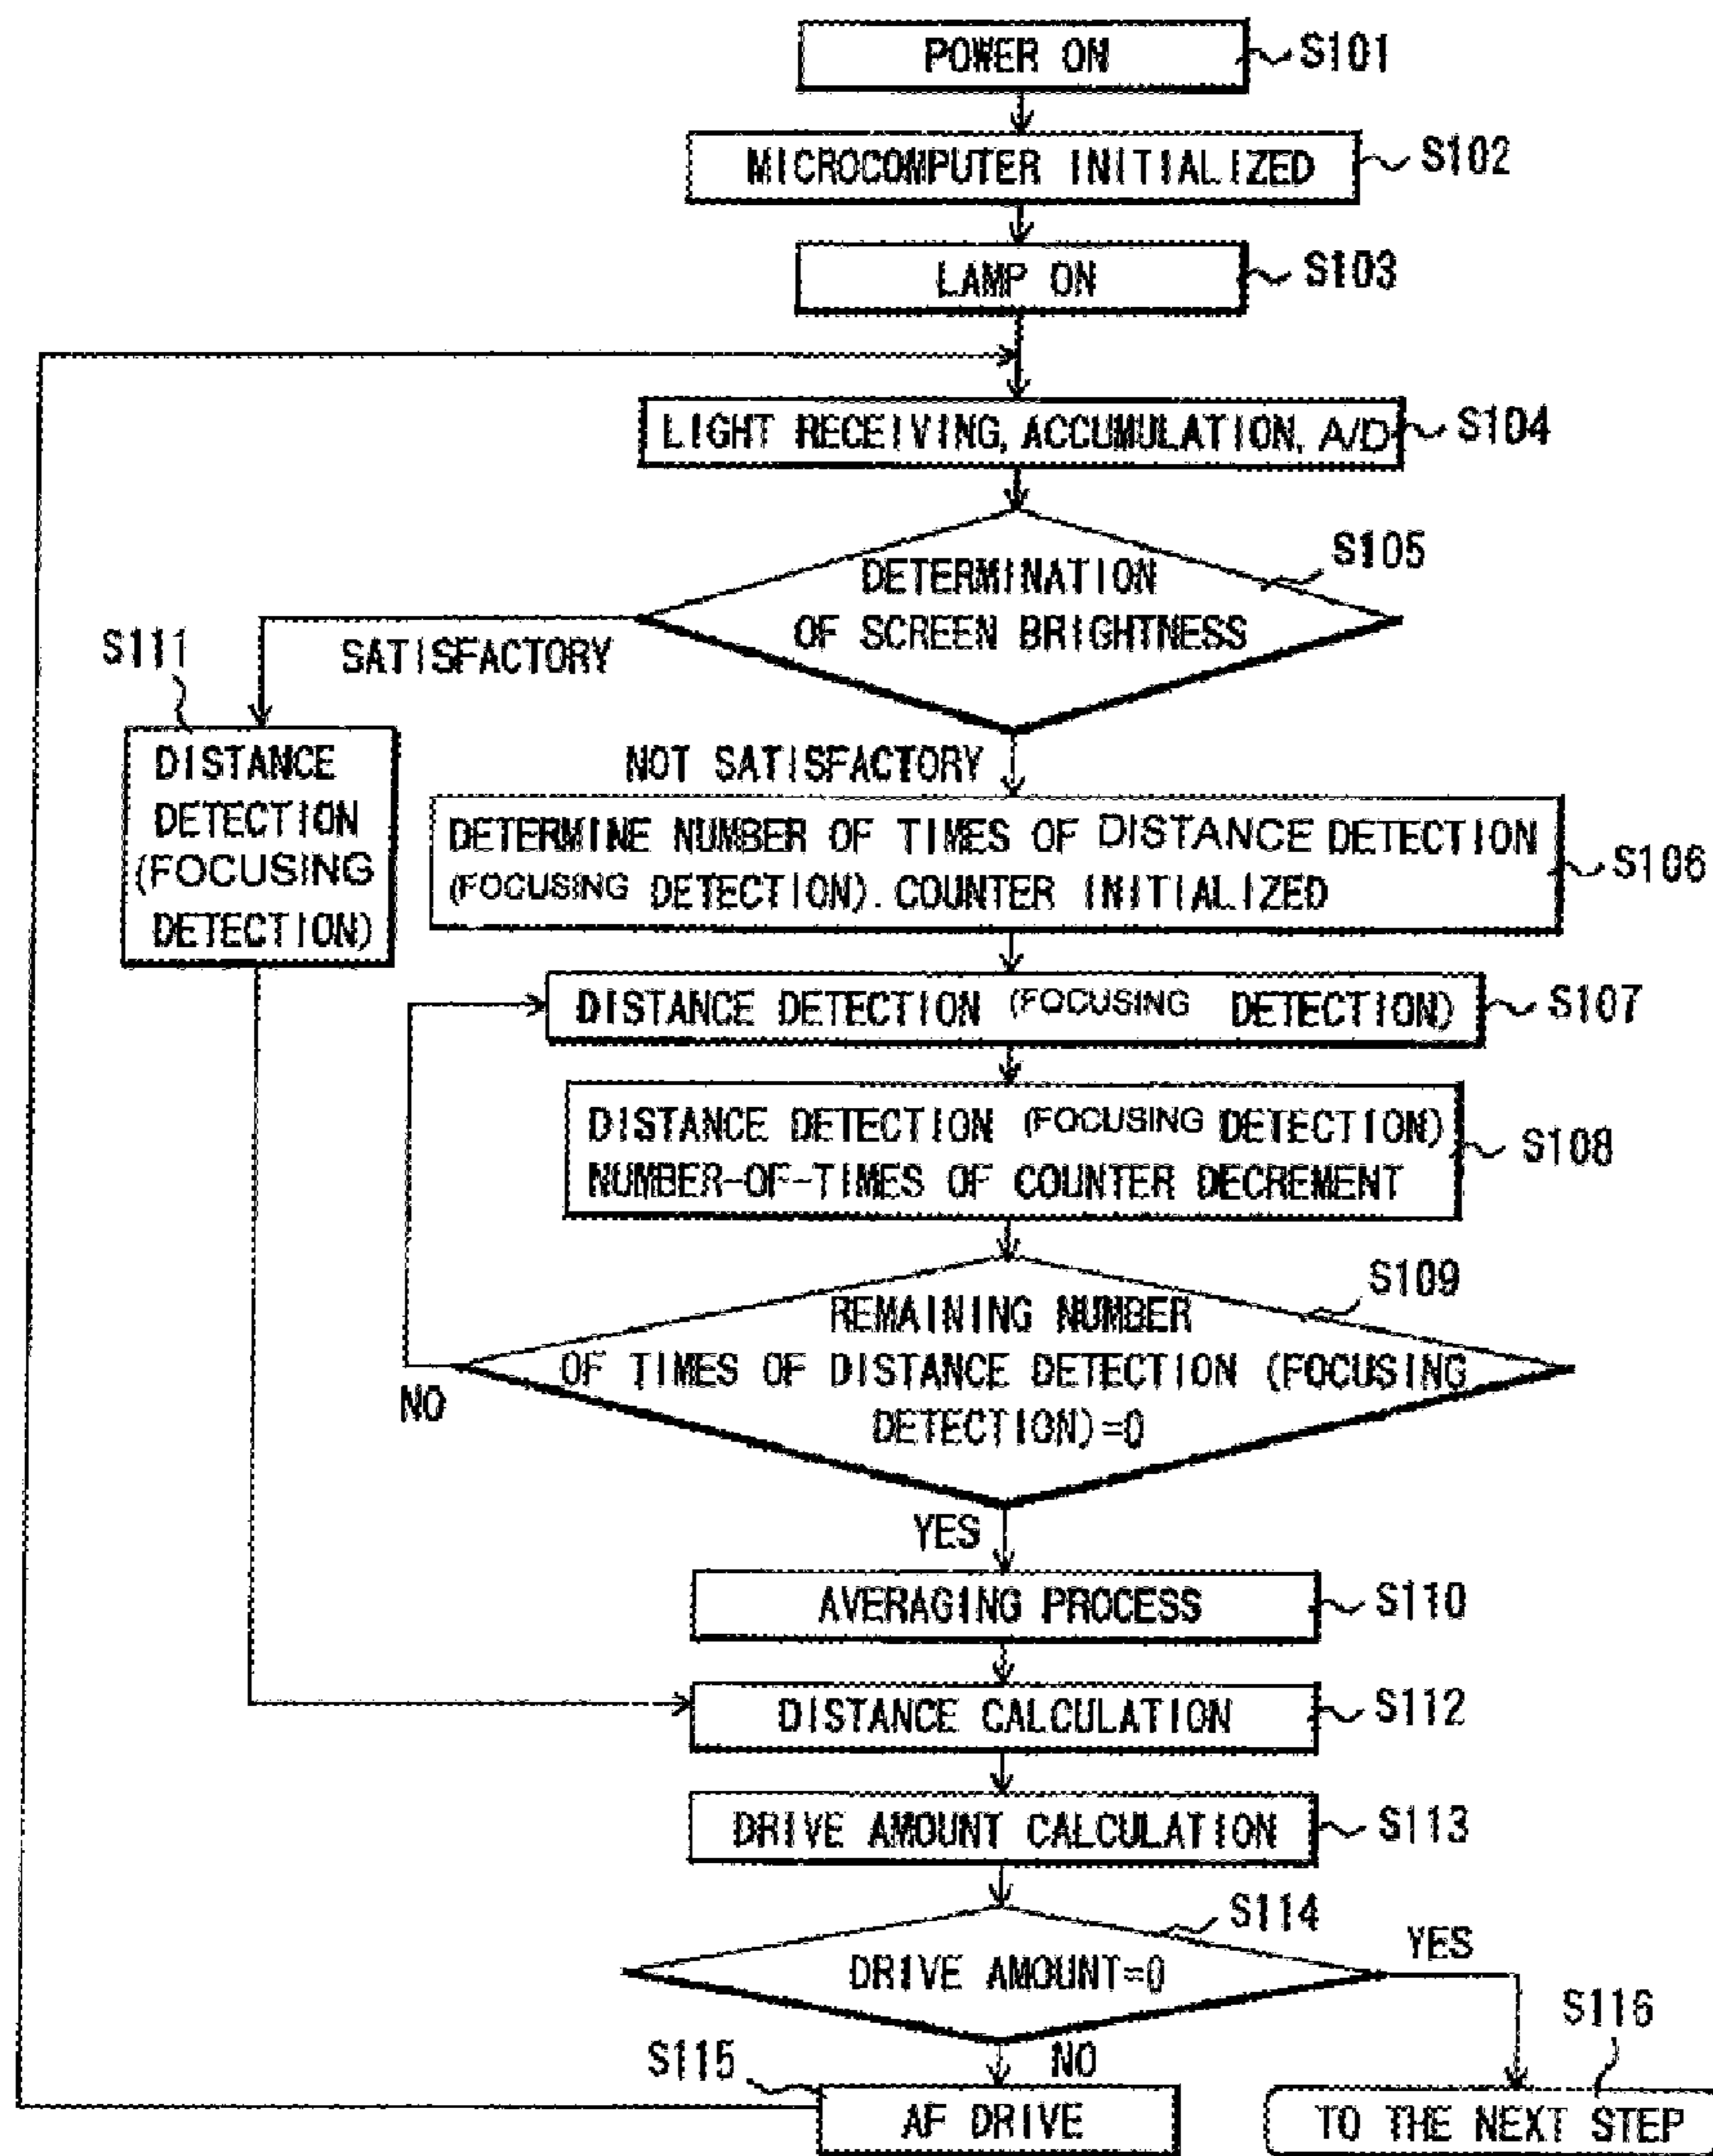 POWER ON
S101
MICROCOMPUTER INITIALIZED
S102
LAMP ON
S103
LIGHT RECEIVING, ACCUMULATION, A/D
S104
DETERMINATION
OF SCREEN BRIGHTNESS
S105
SATISFACTORY
S111
DISTANCE
DETECTION
(FOCUSING
DETECTION)
NOT SATISFACTORY
DETERMINE NUMBER OF TIMES OF DISTANCE DETECTION
(FOCUSING DETECTION). COUNTER INITIALIZED
S106
DISTANCE DETECTION (FOCUSING DETECTION)
S107
DISTANCE DETECTION (FOCUSING DETECTION)
NUMBER-OF-TIMES OF COUNTER DECREMENT
S108
REMAINING NUMBER
OF TIMES OF DISTANCE DETECTION (FOCUSING
DETECTION)=0
S109
NO
YES
AVERAGING PROCESS
S110
DISTANCE CALCULATION
S112
DRIVE AMOUNT CALCULATION
S113
DRIVE AMOUNT=0
S114
YES
NO
S115
AF DRIVE
S116
TO THE NEXT STEP